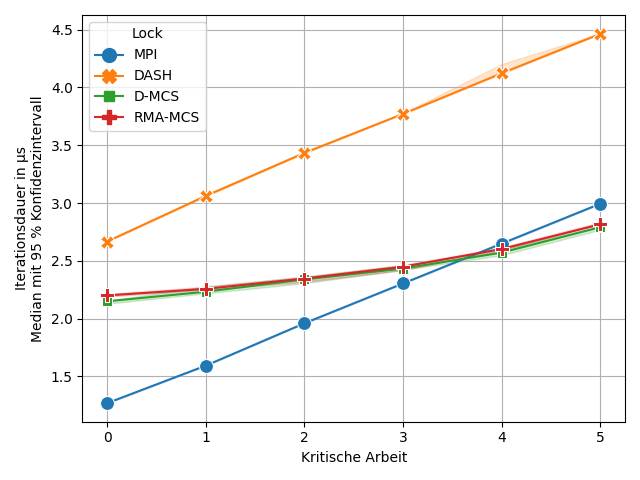 Lock
MPI
DASH
D-MCS
RMA-MCS
4.5
4.0
3.5
3.0
2.5
2.0
1.5
Iterationsdauer in µs
Median mit 95 % Konfidenzintervall
0 1 2 3 4 5
Kritische Arbeit